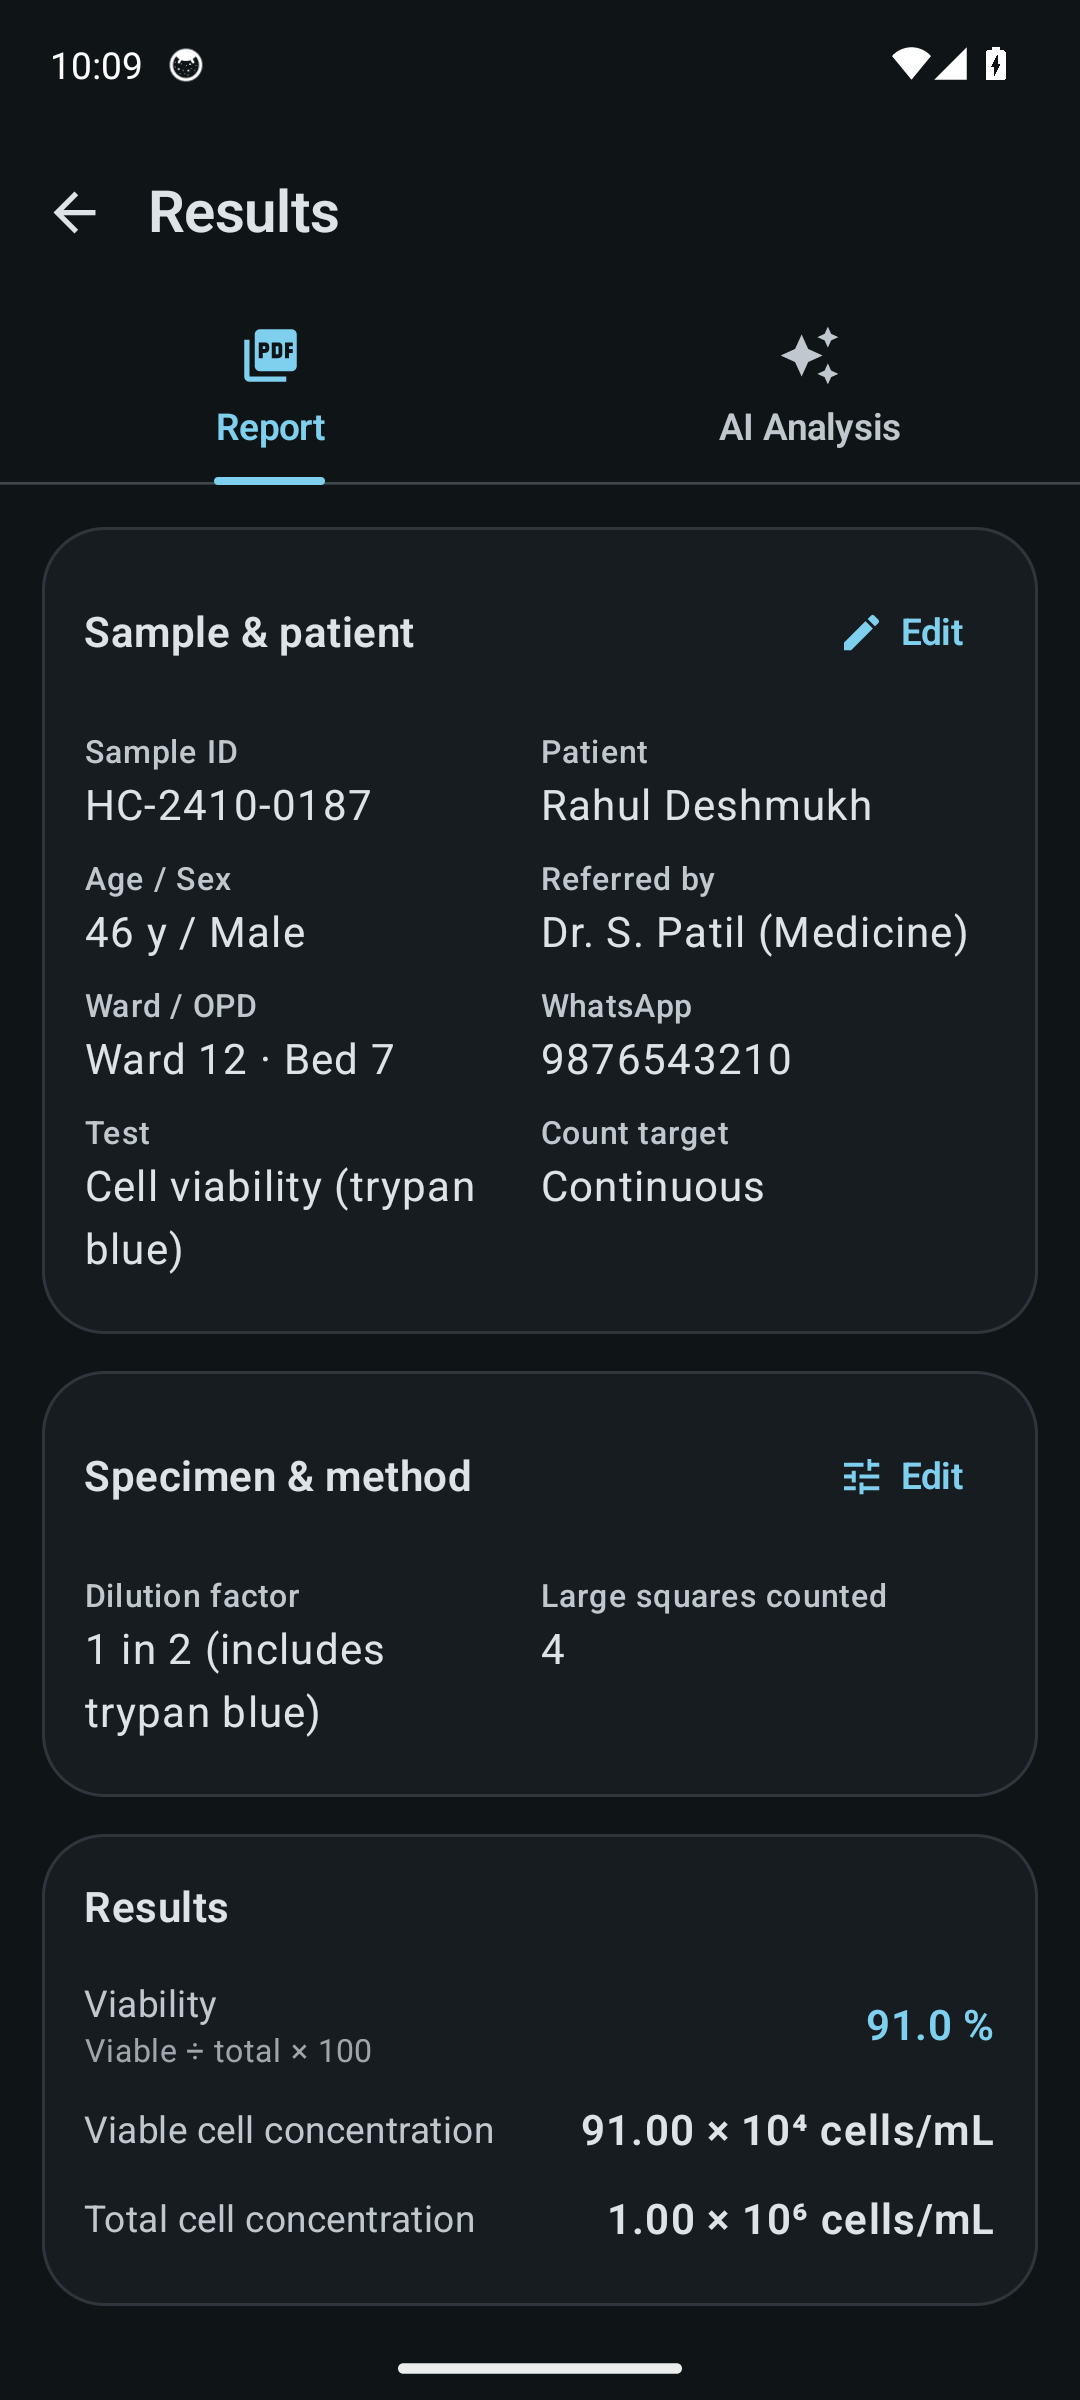 10:09
Results
PDF
Report
AI Analysis
Sample & patient
Edit
Sample ID
HC-2410-0187
Patient
Rahul Deshmukh
Age / Sex
46 y / Male
Referred by
Dr. S. Patil (Medicine)
Ward / OPD
Ward 12 · Bed 7
WhatsApp
9876543210
Test
Cell viability (trypan
blue)
Count target
Continuous
Specimen & method
Edit
Dilution factor
1 in 2 (includes
trypan blue)
Large squares counted
4
Results
Viability
Viable ÷ total × 100
91.0 %
Viable cell concentration
91.00 × 10⁴ cells/mL
Total cell concentration
1.00 × 10⁶ cells/mL